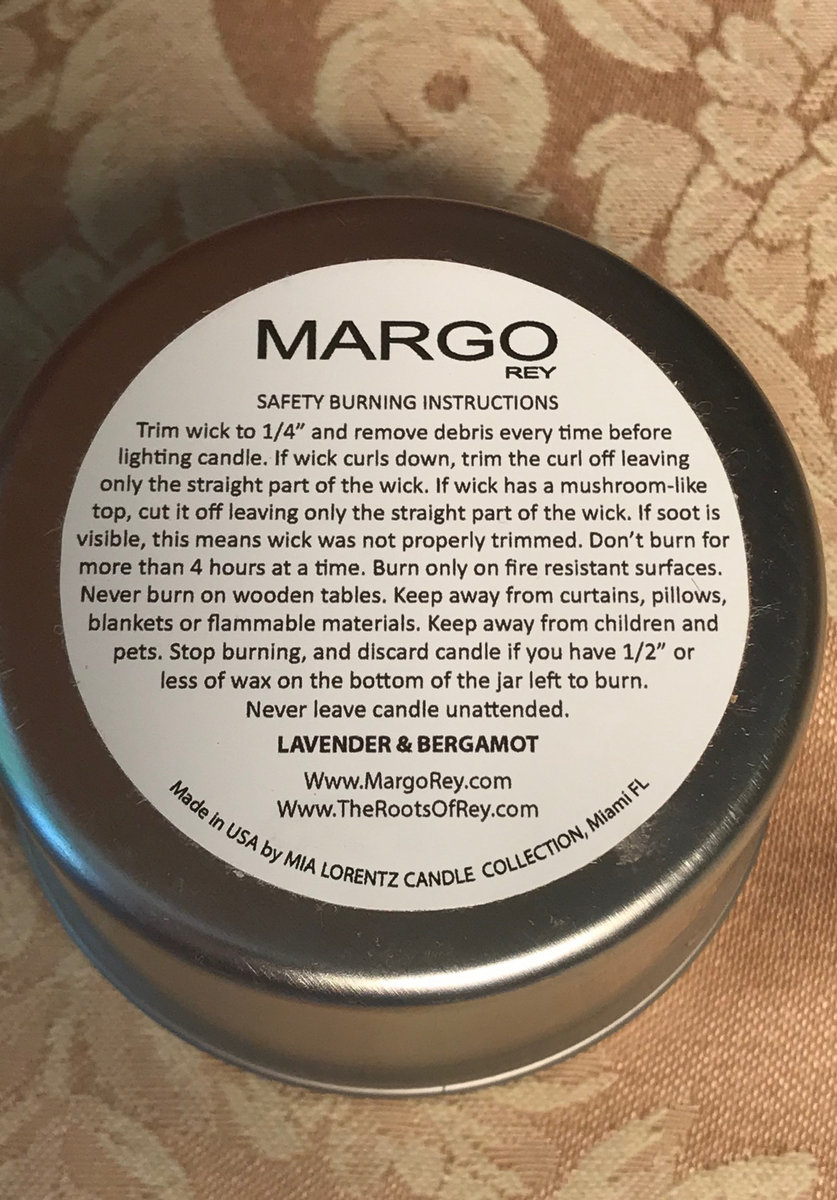 MARGO
REY
SAFETY BURNING INSTRUCTIONS
Trim wick to 1/4” and remove debris every time before
lighting candle. If wick curls down, trim the curl off leaving
only the straight part of the wick. If wick has a mushroom-like
top, cut it off leaving only the straight part of the wick. If soot is
visible, this means wick was not properly trimmed. Don’t burn for
more than 4 hours at a time. Burn only on fire resistant surfaces.
Never burn on wooden tables. Keep away from curtains, pillows,
blankets or flammable materials. Keep away from children and
pets. Stop burning, and discard candle if you have 1/2” or
less of wax on the bottom of the jar left to burn.
Never leave candle unattended.
LAVENDER & BERGAMOT
Www.MargoRey.com
Www.TheRootsOfRey.com
Made in USA by MIA LORENTZ CANDLE COLLECTION, Miami FL